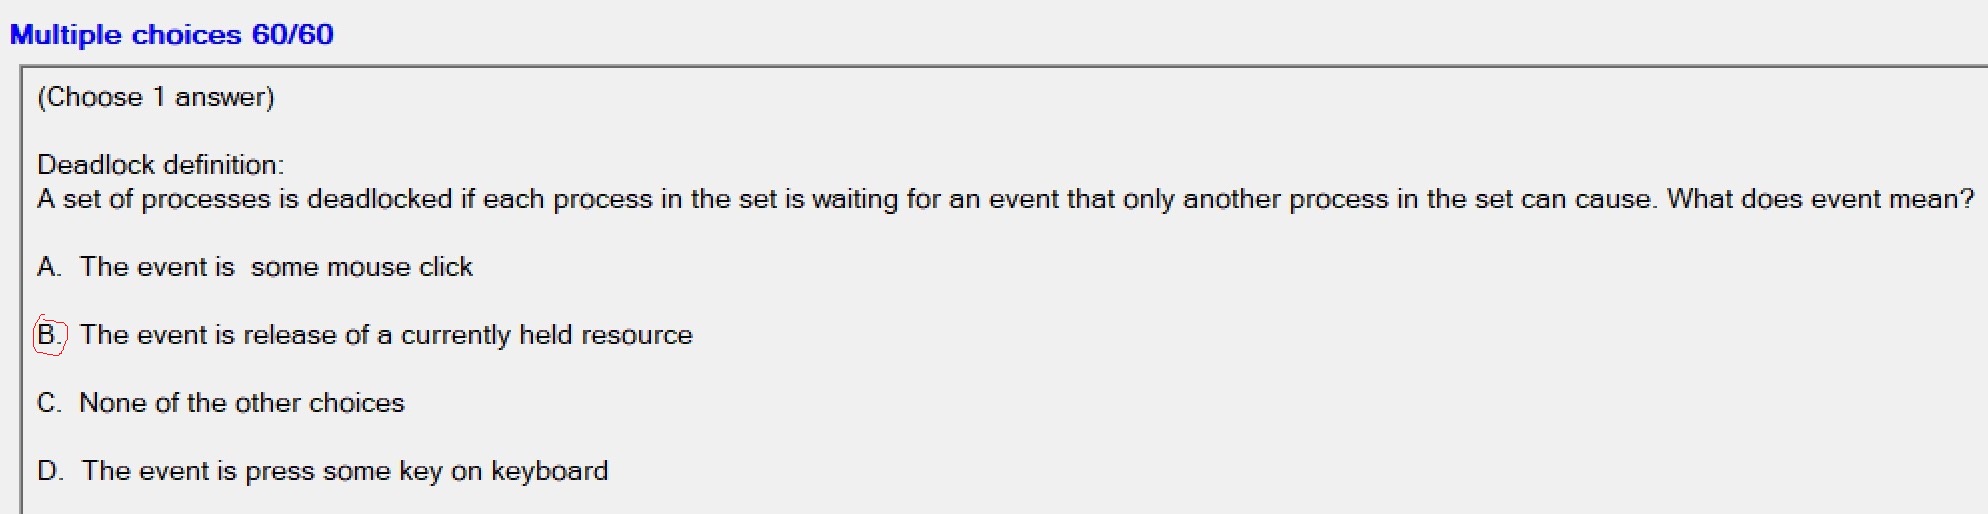 Multiple choices 60/60
(Choose 1 answer)
Deadlock definition:
A set of processes is deadlocked if each process in the set is waiting for an event that only another process in the set can cause. What does event mean?
A. The event is some mouse click
B. The event is release of a currently held resource
C. None of the other choices
D. The event is press some key on keyboard